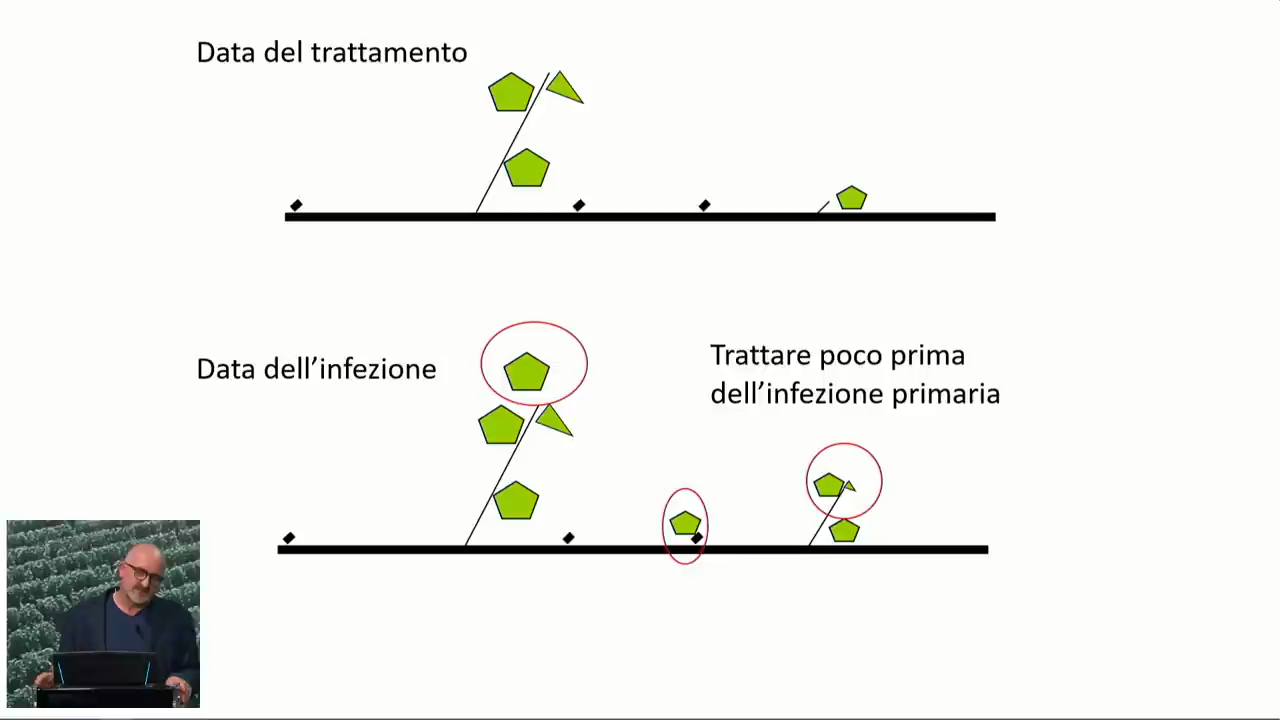 Data del trattamento
Data dell’infezione
Trattare poco prima
dell’infezione primaria